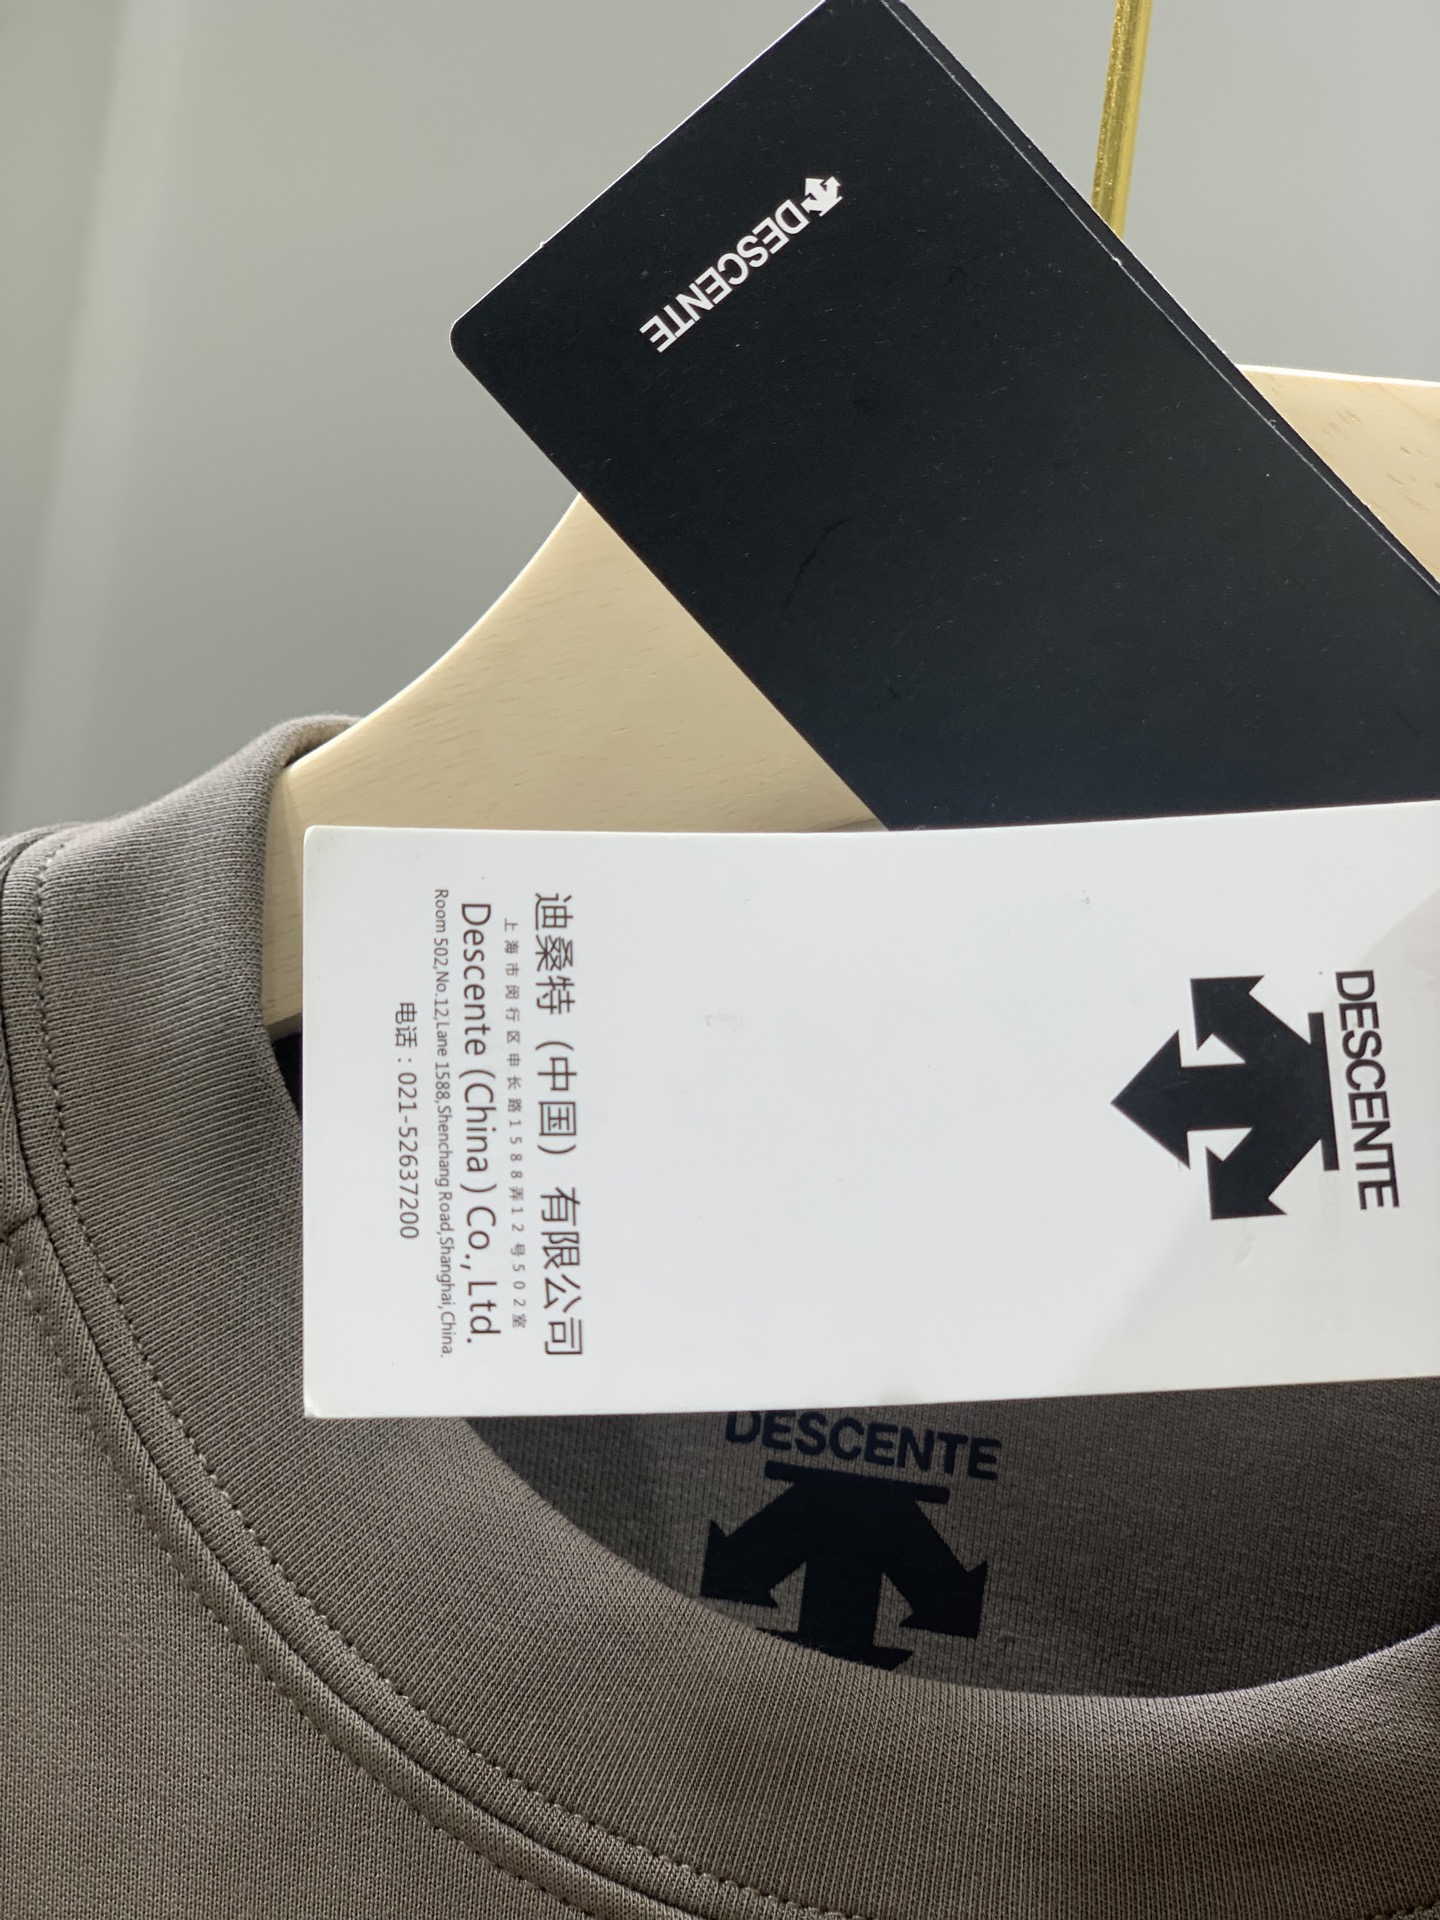 DESCENTE
DESCENTE
迪桑特（中国）有限公司
上海市闵行区申长路1588弄12号502室
Descente (China) Co., Ltd.
Room 502,No.12,Lane 1588,Shenchang Road,Shanghai,China.
电话：021-52637200
DESCENTE